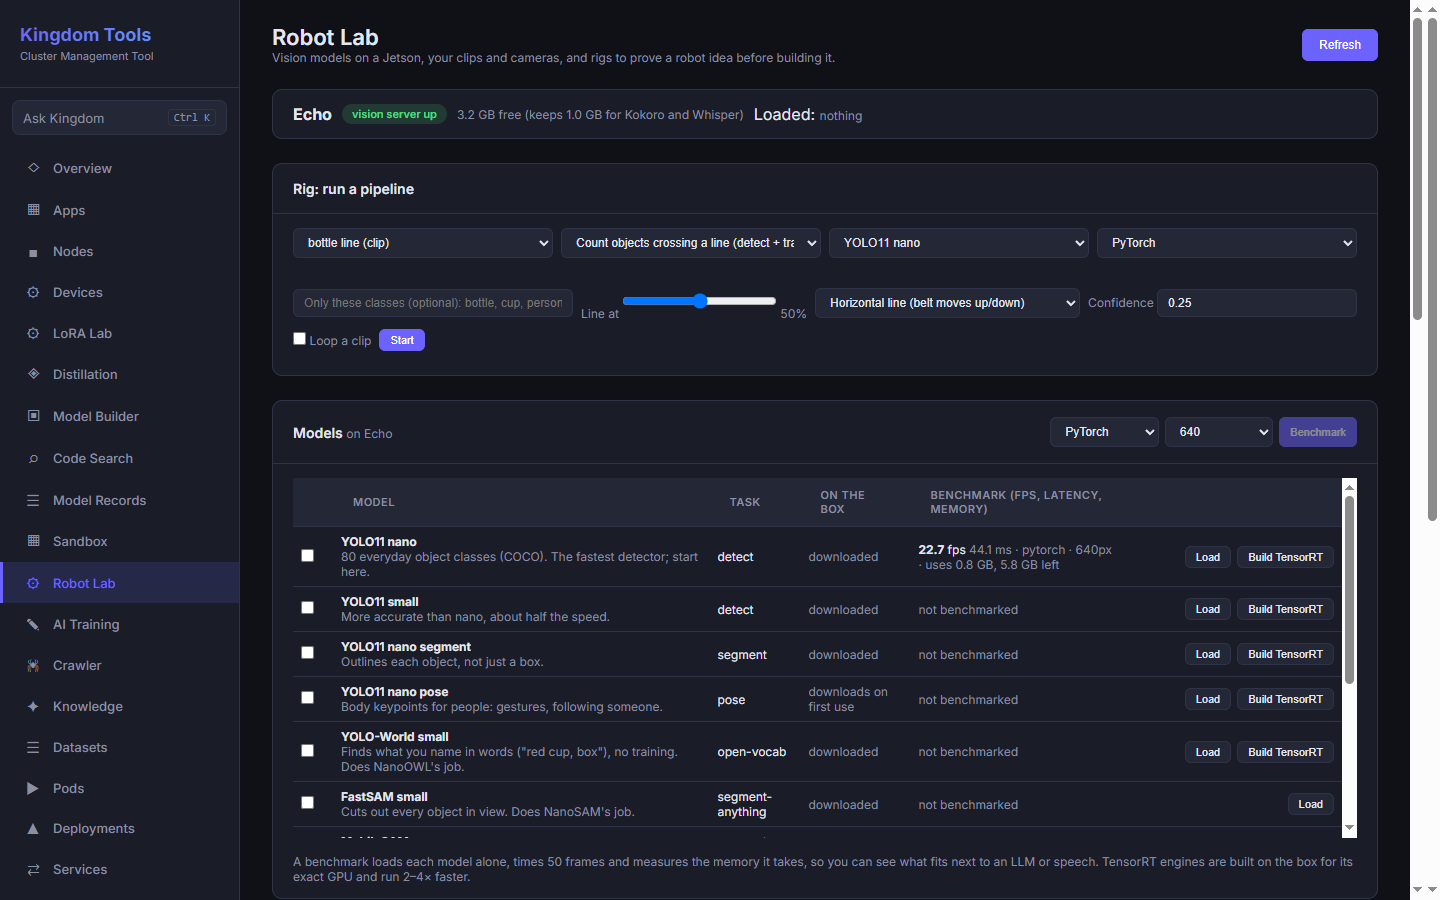 Kingdom Tools
Cluster Management Tool
Ask Kingdom
Ctrl K
Overview
Apps
Nodes
Devices
LoRA Lab
Distillation
Model Builder
Code Search
Model Records
Sandbox
Robot Lab
AI Training
Crawler
Knowledge
Datasets
Pods
Deployments
Services
Robot Lab
Vision models on a Jetson, your clips and cameras, and rigs to prove a robot idea before building it.
Refresh
Echo vision server up 3.2 GB free (keeps 1.0 GB for Kokoro and Whisper) Loaded: nothing
Rig: run a pipeline
bottle line (clip)
Count objects crossing a line (detect + tra
YOLO11 nano
PyTorch
Only these classes (optional): bottle, cup, person
Line at
50%
Horizontal line (belt moves up/down)
Confidence
0.25
Loop a clip
Start
Models on Echo
PyTorch
640
Benchmark
MODEL
TASK
ON THE
BOX
BENCHMARK (FPS, LATENCY,
MEMORY)
YOLO11 nano
80 everyday object classes (COCO). The fastest detector; start
here.
detect
downloaded
22.7 fps 44.1 ms · pytorch · 640px
· uses 0.8 GB, 5.8 GB left
Load
Build TensorRT
YOLO11 small
More accurate than nano, about half the speed.
detect
downloaded
not benchmarked
Load
Build TensorRT
YOLO11 nano segment
Outlines each object, not just a box.
segment
downloaded
not benchmarked
Load
Build TensorRT
YOLO11 nano pose
Body keypoints for people: gestures, following someone.
pose
downloads on
first use
not benchmarked
Load
Build TensorRT
YOLO-World small
Finds what you name in words ("red cup, box"), no training.
Does NanoOWL's job.
open-vocab
downloaded
not benchmarked
Load
Build TensorRT
FastSAM small
Cuts out every object in view. Does NanoSAM's job.
segment-
anything
downloaded
not benchmarked
Load
A benchmark loads each model alone, times 50 frames and measures the memory it takes, so you can see what fits next to an LLM or speech. TensorRT engines are built on the box for its
exact GPU and run 2–4× faster.